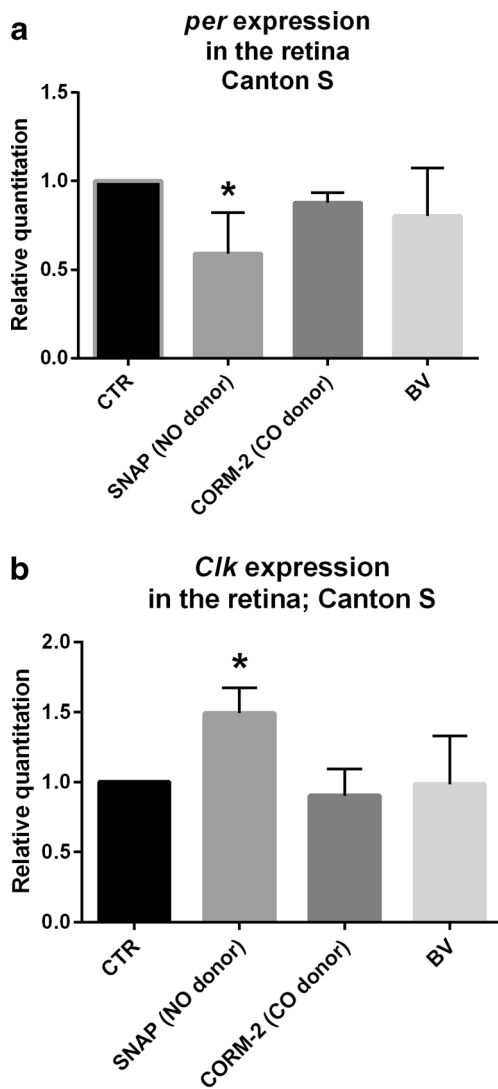 a
per expression
in the retina
Canton S
Relative quantitation
1.5
1.0
0.5
0.0
*
CTR
SNAP (NO donor)
CORM-2 (CO donor)
BV
b
Clk expression
in the retina; Canton S
Relative quantitation
2.0
1.5
1.0
0.5
0.0
*
CTR
SNAP (NO donor)
CORM-2 (CO donor)
BV